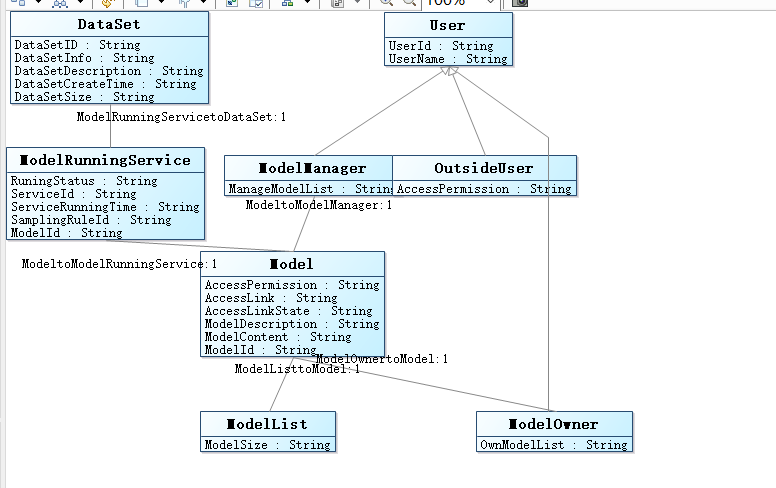 100%
DataSet
DataSetID : String
DataSetInfo : String
DataSetDescription : String
DataSetCreateTime : String
DataSetSize : String
User
UserId : String
UserName : String
ModelRunningServicetoDataSet:1
ModelRunningService
RuningStatus : String
ServiceId : String
ServiceRunningTime : String
SamplingRuleId : String
ModelId : String
ModelManager
ManageModelList : String
OutsideUser
AccessPermission : String
ModeltoModelManager:1
ModeltoModelRunningService:1
Model
AccessPermission : String
AccessLink : String
AccessLinkState : String
ModelDescription : String
ModelContent : String
ModelId : String
ModelOwnertoModel:1
ModelListtoModel:1
ModelList
ModelSize : String
ModelOwner
OwnModelList : String